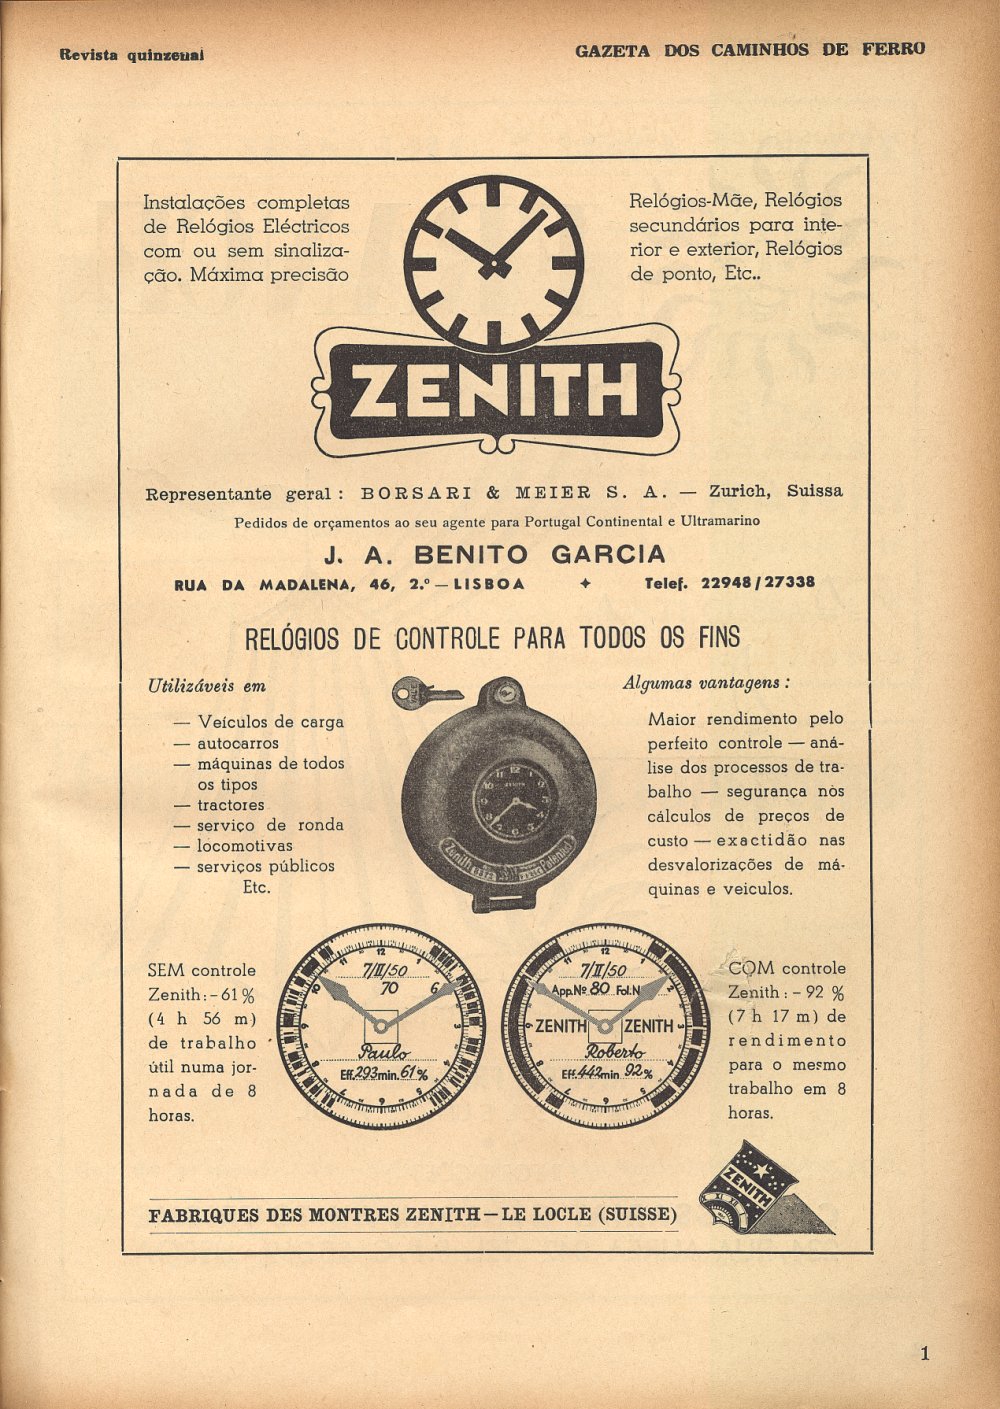 Revista quinzenal
GAZETA DOS CAMINHOS DE FERRO
Instalações completas
de Relógios Eléctricos
com ou sem sinaliza-
ção. Máxima precisão
Relógios-Mãe, Relógios
secundários para inte-
rior e exterior, Relógios
de ponto, Etc..
ZENITH
Representante geral : BORSARI & MEIER S. A. — Zurich, Suissa
Pedidos de orçamentos ao seu agente para Portugal Continental e Ultramarino
J. A. BENITO GARCIA
RUA DA MADALENA, 46, 2.º — LISBOA ✦ Telef. 22948/27338
RELÓGIOS DE CONTROLE PARA TODOS OS FINS
Utilizáveis em
— Veículos de carga
— autocarros
— máquinas de todos
os tipos
— tractores
— serviço de ronda
— locomotivas
— serviços públicos
Etc.
YALE
ZENITH
Zenith
Patented
Algumas vantagens :
Maior rendimento pelo
perfeito controle — aná-
lise dos processos de tra-
balho — segurança nos
cálculos de preços de
custo — exactidão nas
desvalorizações de má-
quinas e veiculos.
SEM controle
Zenith : - 61 %
(4 h 56 m)
de trabalho
útil numa jor-
nada de 8
horas.
7/II/50
70 6
Paulo
Eff. 293 min. 61 %
7/II/50
App.Nº 80 Fol.N
ZENITH ZENITH
Roberto
Eff. 442 min 92 %
COM controle
Zenith : - 92 %
(7 h 17 m) de
rendimento
para o mesmo
trabalho em 8
horas.
ZENITH
FABRIQUES DES MONTRES ZENITH — LE LOCLE (SUISSE)
1